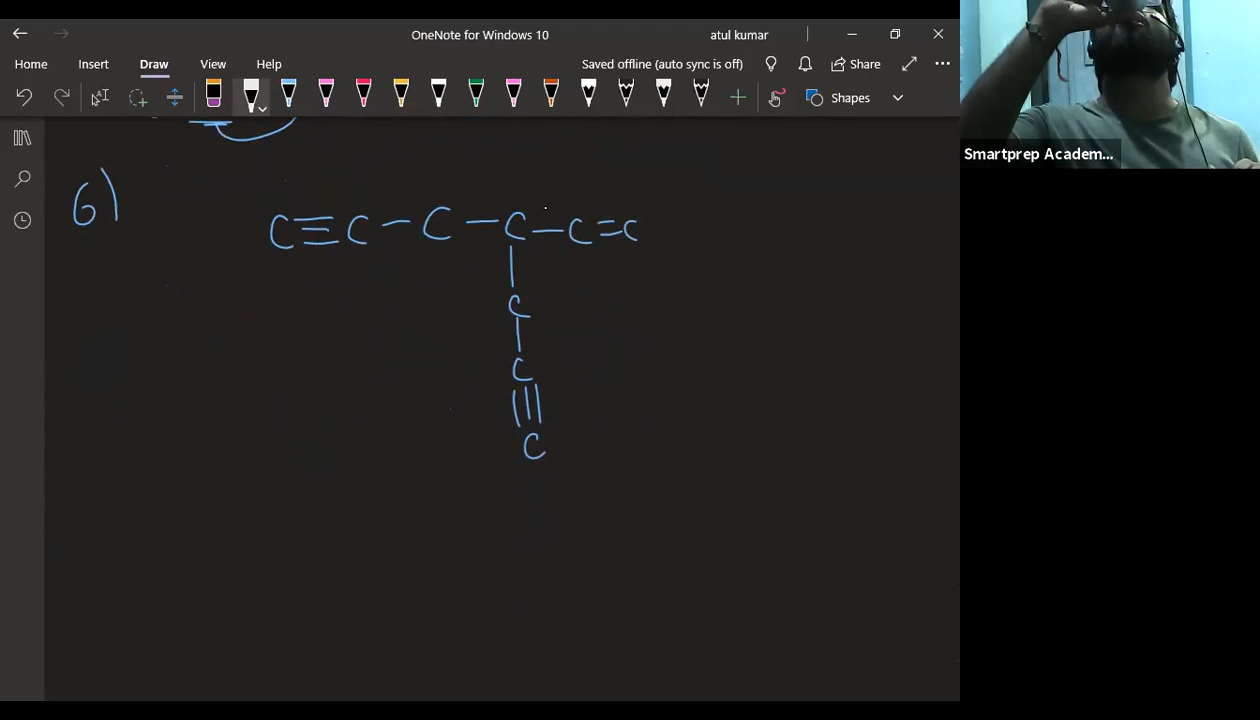 OneNote for Windows 10
atul kumar
Home Insert Draw View Help
Saved offline (auto sync is off)
Share
Shapes
Smartprep Academ...
6)
C≡C-C-C-C=C
|
C
|
C
|||
C